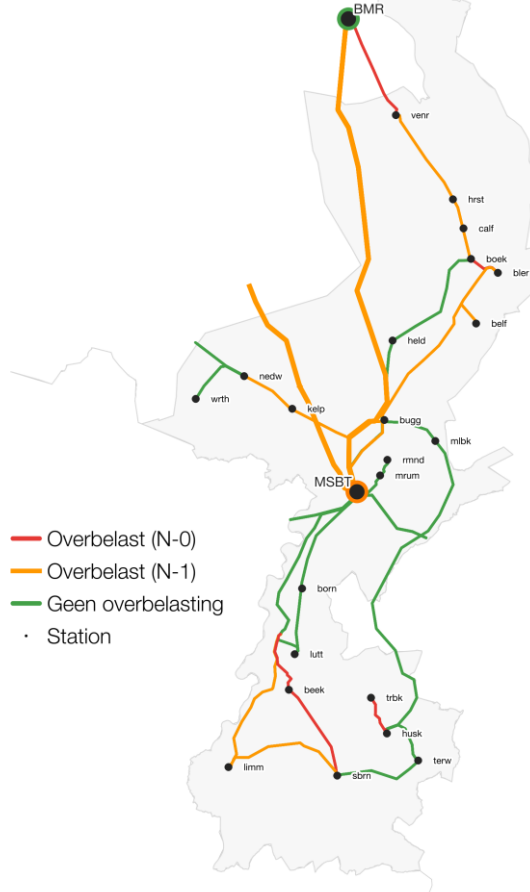 BMR
venr
hrst
calf
boek
bler
belf
held
nedw
wrth
kelp
bugg
mlbk
rmnd
mrum
MSBT
Overbelast (N-0)
Overbelast (N-1)
Geen overbelasting
Station
born
lutt
beek
trbk
husk
limm
sbrn
terw